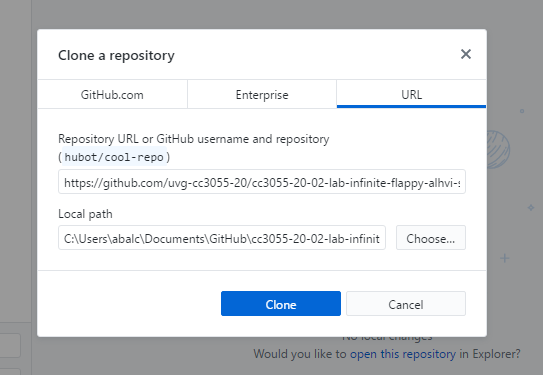 Clone a repository
GitHub.com
Enterprise
URL
Repository URL or GitHub username and repository
(hubot/cool-repo)
https://github.com/uvg-cc3055-20/cc3055-20-02-lab-infinite-flappy-alhvi-s
Local path
C:\Users\abalc\Documents\GitHub\cc3055-20-02-lab-infinit
Choose...
Clone
Cancel
No local changes
Would you like to open this repository in Explorer?